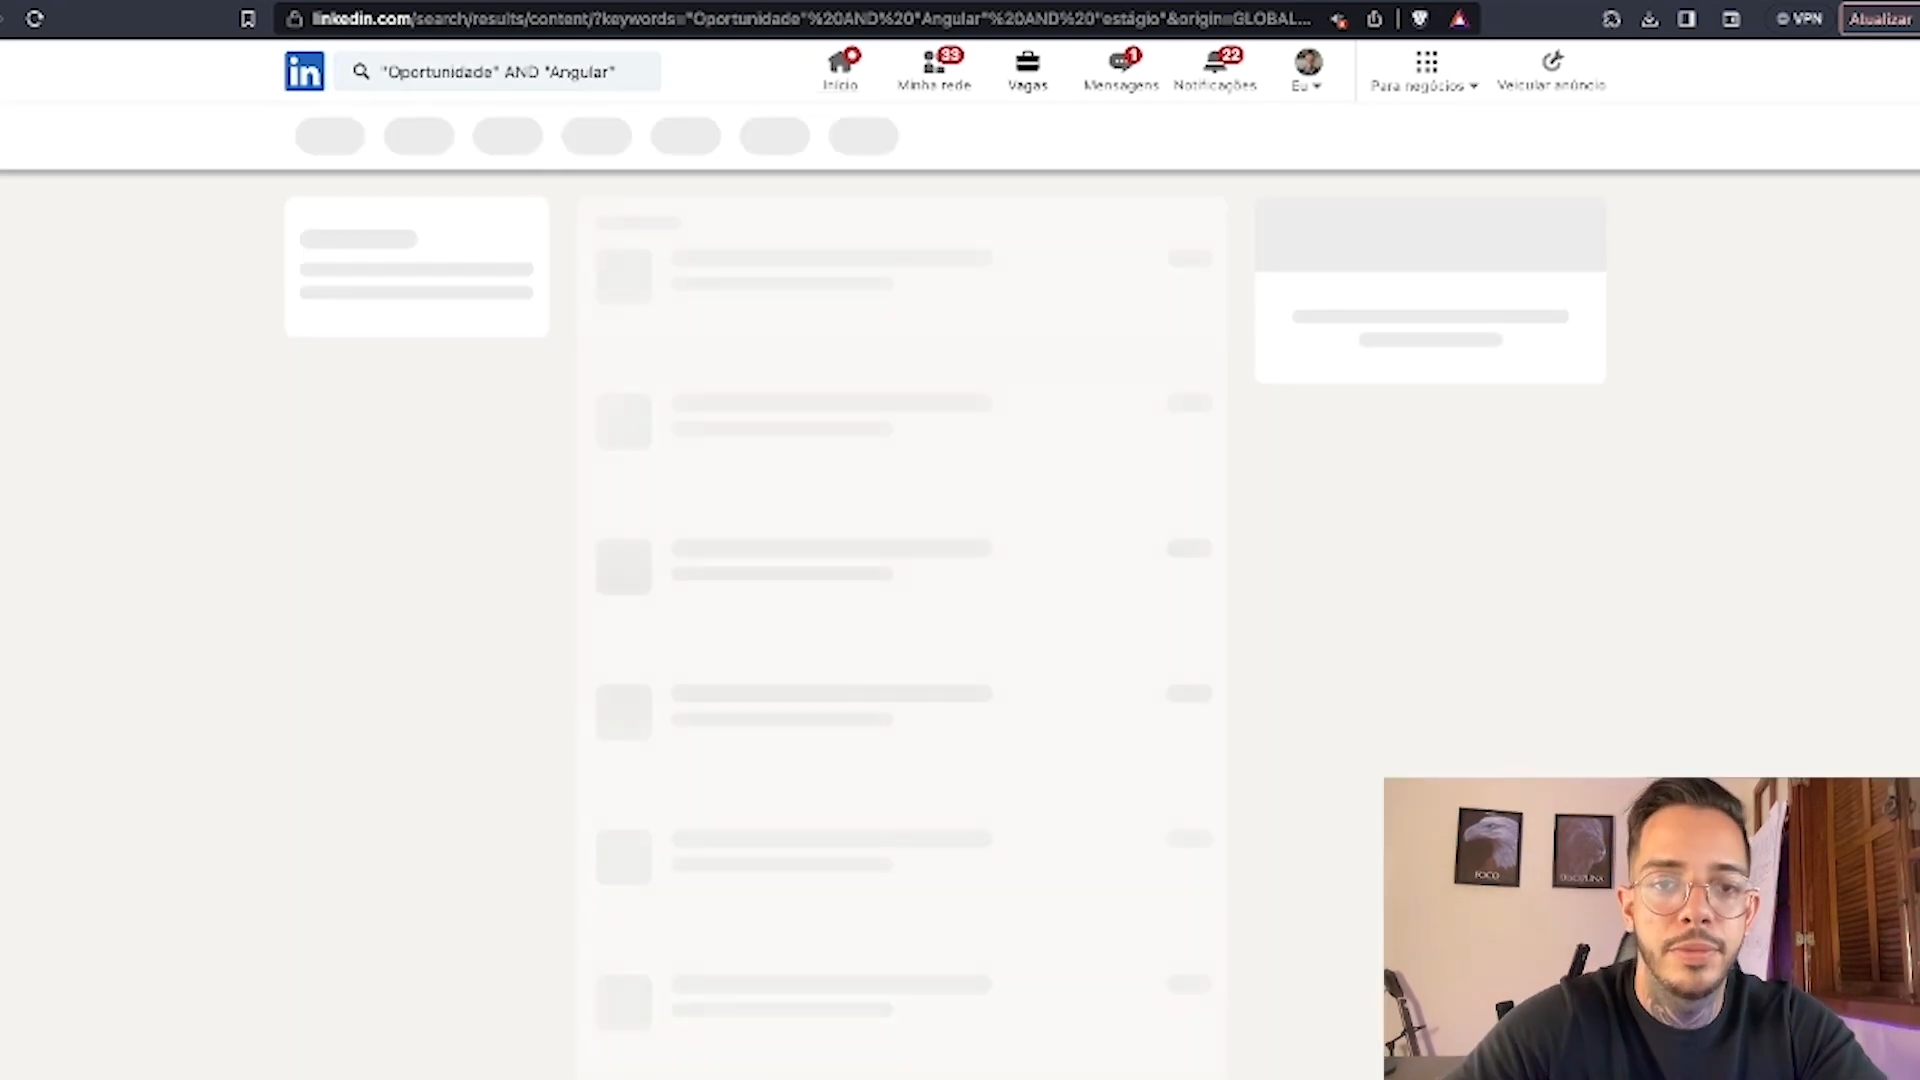 linkedin.com/search/results/content/?keywords="Oportunidade"%20AND%20"Angular"%20AND%20"estágio"&origin=GLOBAL...
VPN
Atualizar
in
"Oportunidade" AND "Angular"
33
1
22
Início
Minha rede
Vagas
Mensagens
Notificações
Eu
Para negócios
Veicular anúncio
FOCO
DISCIPLINA